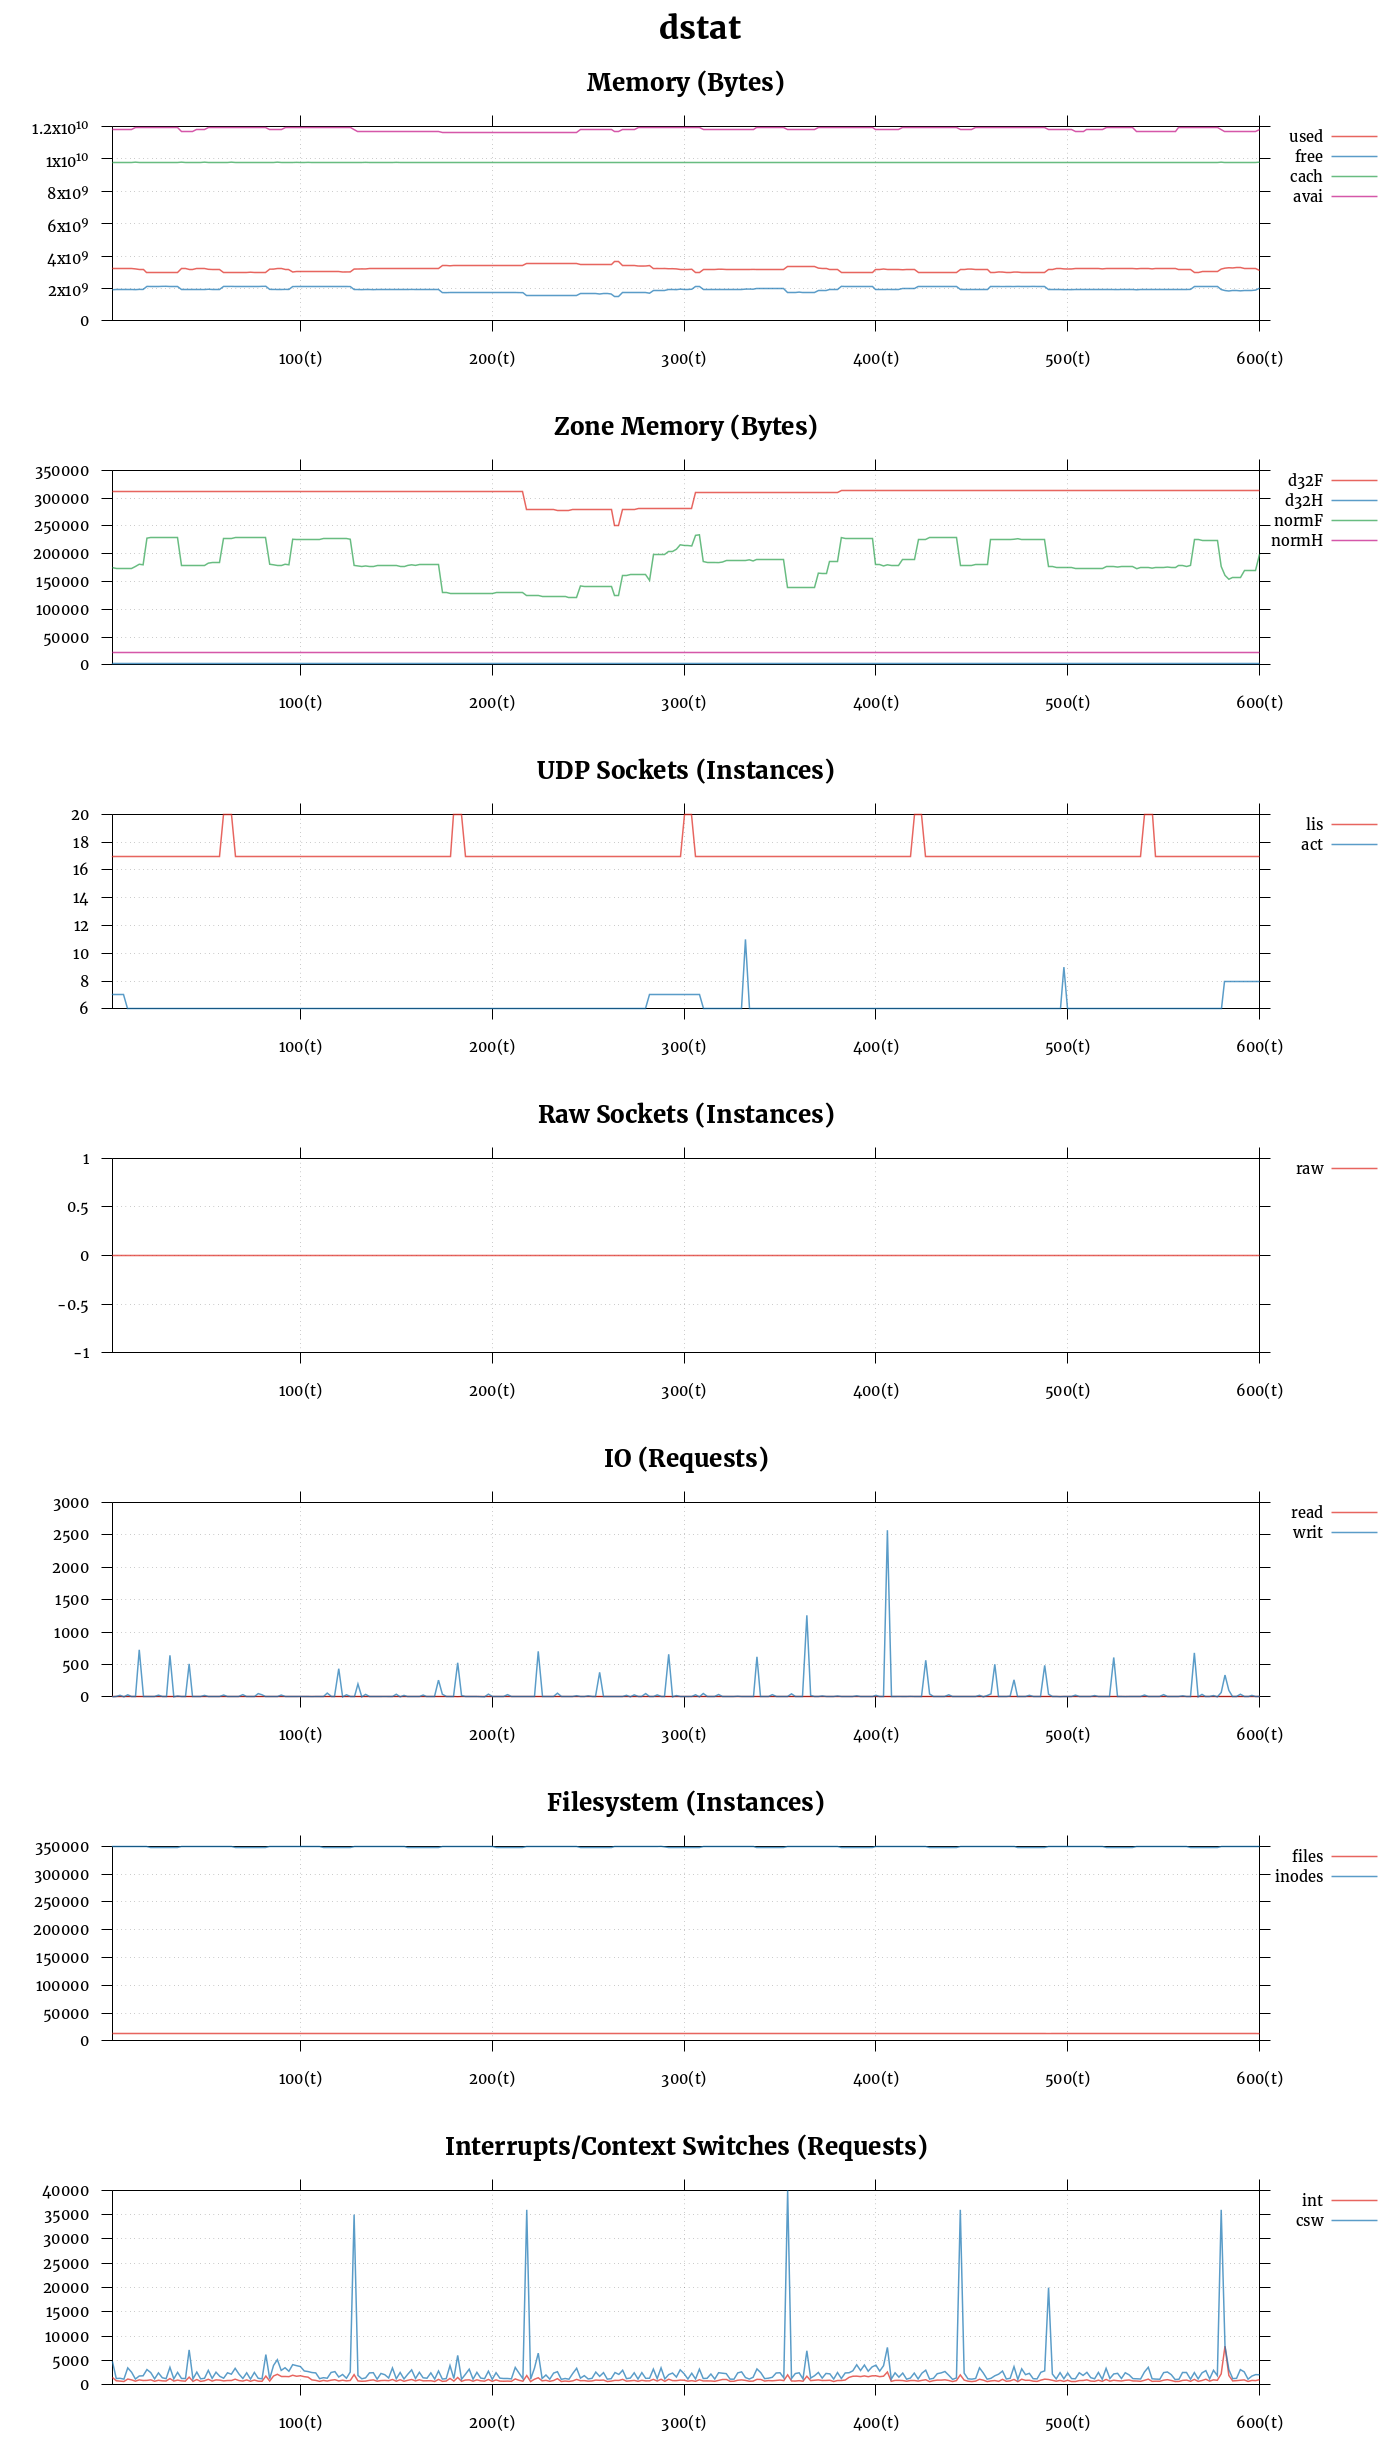 dstat
Memory (Bytes)
1.2x10¹⁰
1x10¹⁰
8x10⁹
6x10⁹
4x10⁹
2x10⁹
0
used
free
cach
avai
100(t) 200(t) 300(t) 400(t) 500(t) 600(t)
Zone Memory (Bytes)
350000
300000
250000
200000
150000
100000
50000
0
d32F
d32H
normF
normH
100(t) 200(t) 300(t) 400(t) 500(t) 600(t)
UDP Sockets (Instances)
20
18
16
14
12
10
8
6
lis
act
100(t) 200(t) 300(t) 400(t) 500(t) 600(t)
Raw Sockets (Instances)
1
0.5
0
-0.5
-1
raw
100(t) 200(t) 300(t) 400(t) 500(t) 600(t)
IO (Requests)
3000
2500
2000
1500
1000
500
0
read
writ
100(t) 200(t) 300(t) 400(t) 500(t) 600(t)
Filesystem (Instances)
350000
300000
250000
200000
150000
100000
50000
0
files
inodes
100(t) 200(t) 300(t) 400(t) 500(t) 600(t)
Interrupts/Context Switches (Requests)
40000
35000
30000
25000
20000
15000
10000
5000
0
int
csw
100(t) 200(t) 300(t) 400(t) 500(t) 600(t)